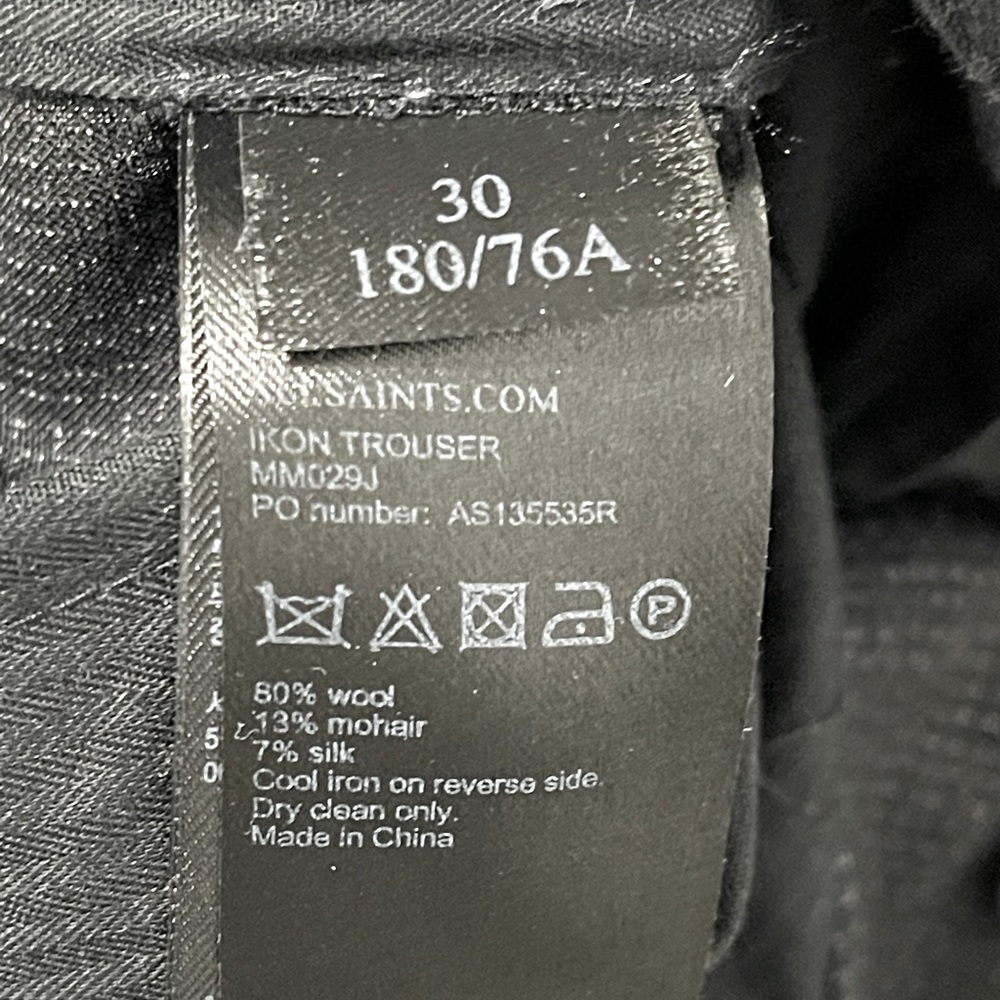 30
180/76A
SAINTS.COM
IKON TROUSER
MM029J
PO number: AS135535R
P
80% wool
13% mohair
7% silk
Cool iron on reverse side.
Dry clean only.
Made in China